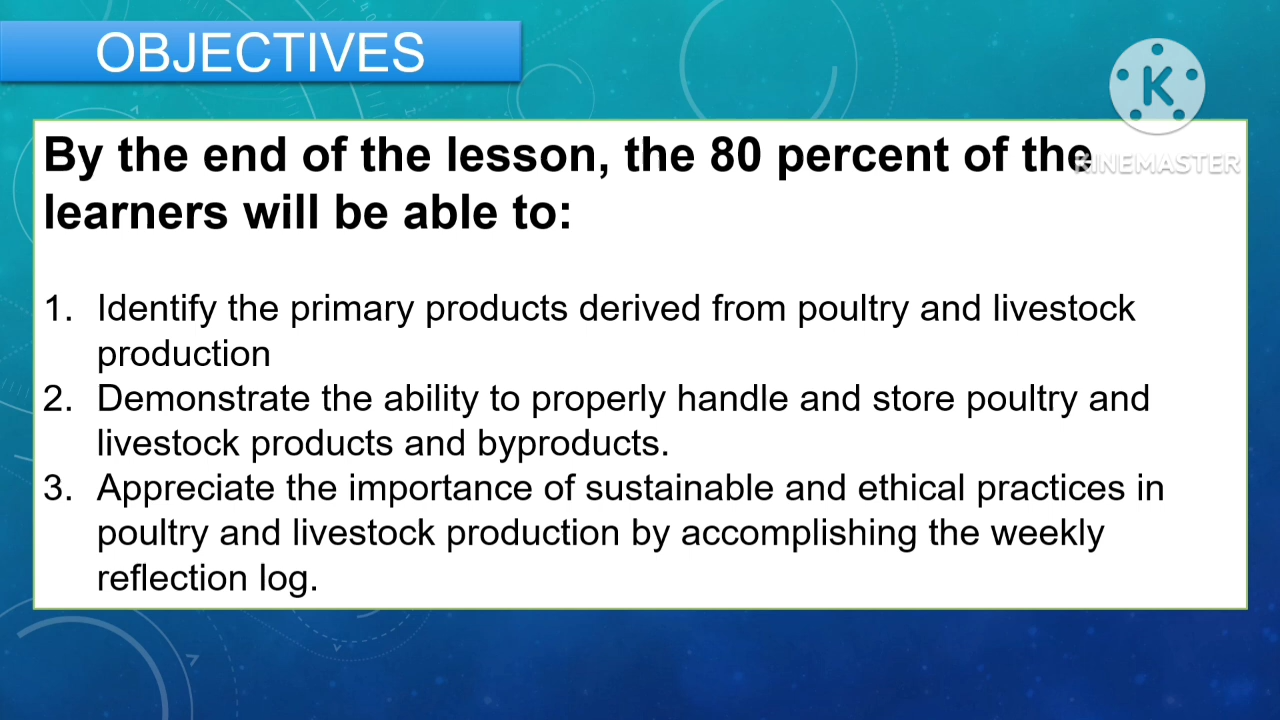 OBJECTIVES
By the end of the lesson, the 80 percent of the
learners will be able to:
1. Identify the primary products derived from poultry and livestock
production
2. Demonstrate the ability to properly handle and store poultry and
livestock products and byproducts.
3. Appreciate the importance of sustainable and ethical practices in
poultry and livestock production by accomplishing the weekly
reflection log.
K
KINEMASTER